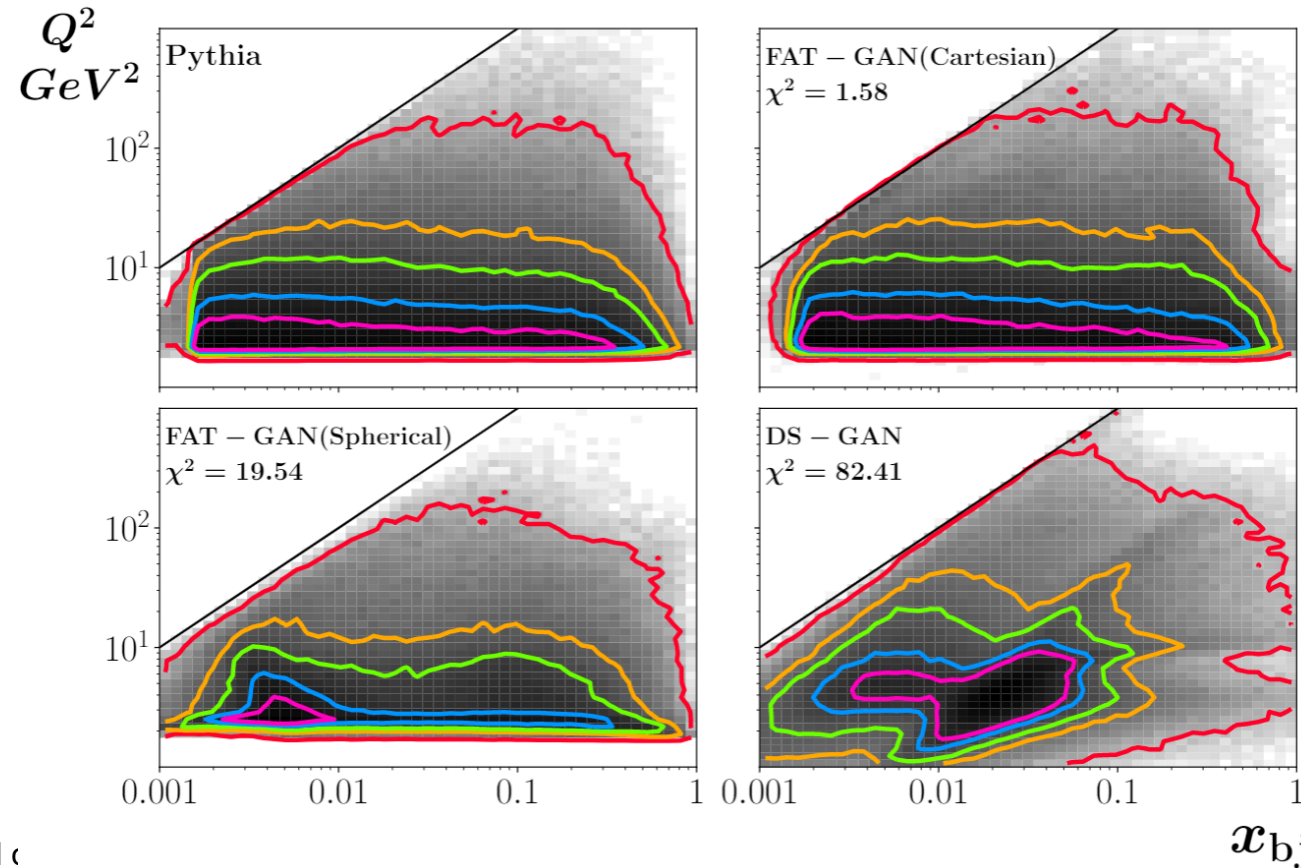 Q²
GeV²
Pythia
FAT − GAN(Cartesian)
χ² = 1.58
10²
10¹
FAT − GAN(Spherical)
χ² = 19.54
DS − GAN
χ² = 82.41
10²
10¹
0.001 0.01 0.1 1 0.001 0.01 0.1 1
x_b